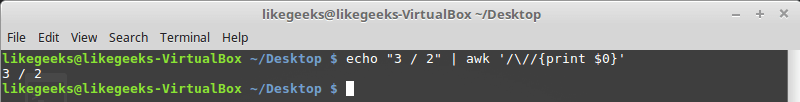 likegeeks@likegeeks-VirtualBox ~/Desktop
File Edit View Search Terminal Help
likegeeks@likegeeks-VirtualBox ~/Desktop $ echo "3 / 2" | awk '/\//{print $0}'
3 / 2
likegeeks@likegeeks-VirtualBox ~/Desktop $